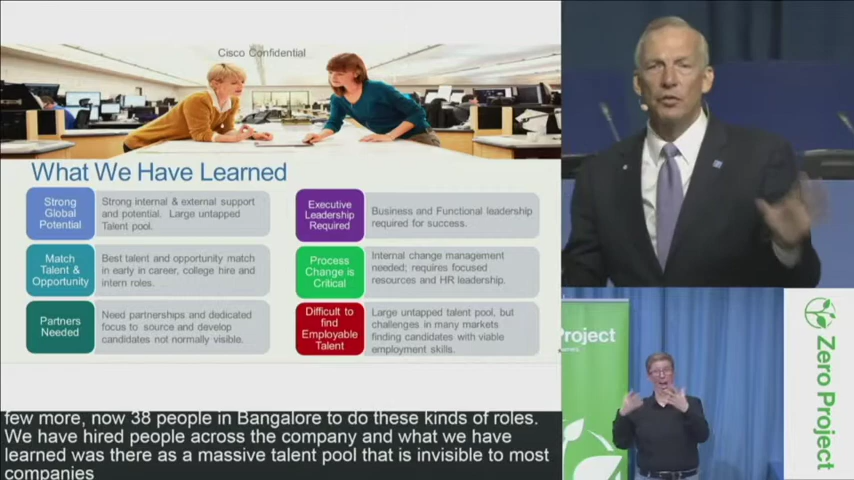 Cisco Confidential
What We Have Learned
Strong
Global
Potential
Strong internal & external support
and potential. Large untapped
Talent pool.
Match
Talent &
Opportunity
Best talent and opportunity match
in early in career, college hire and
intern roles.
Partners
Needed
Need partnerships and dedicated
focus to source and develop
candidates not normally visible.
Executive
Leadership
Required
Business and Functional leadership
required for success.
Process
Change is
Critical
Internal change management
needed; requires focused
resources and HR leadership.
Difficult to
find
Employable
Talent
Large untapped talent pool, but
challenges in many markets
finding candidates with viable
employment skills.
few more, now 38 people in Bangalore to do these kinds of roles.
We have hired people across the company and what we have
learned was there as a massive talent pool that is invisible to most
companies
Project
Zero Project